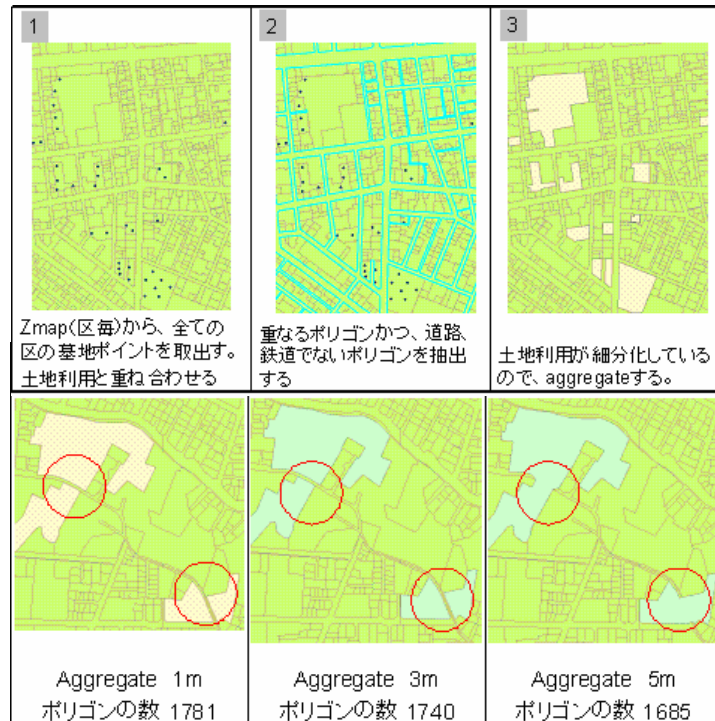 1
Zmap(区毎)から、全ての
区の墓地ポイントを取出す。
土地利用と重ね合わせる
2
重なるポリゴンかつ、道路、
鉄道でないポリゴンを抽出
する
3
土地利用が細分化している
ので、aggregateする。
Aggregate 1m
ポリゴンの数 1781
Aggregate 3m
ポリゴンの数 1740
Aggregate 5m
ポリゴンの数 1685